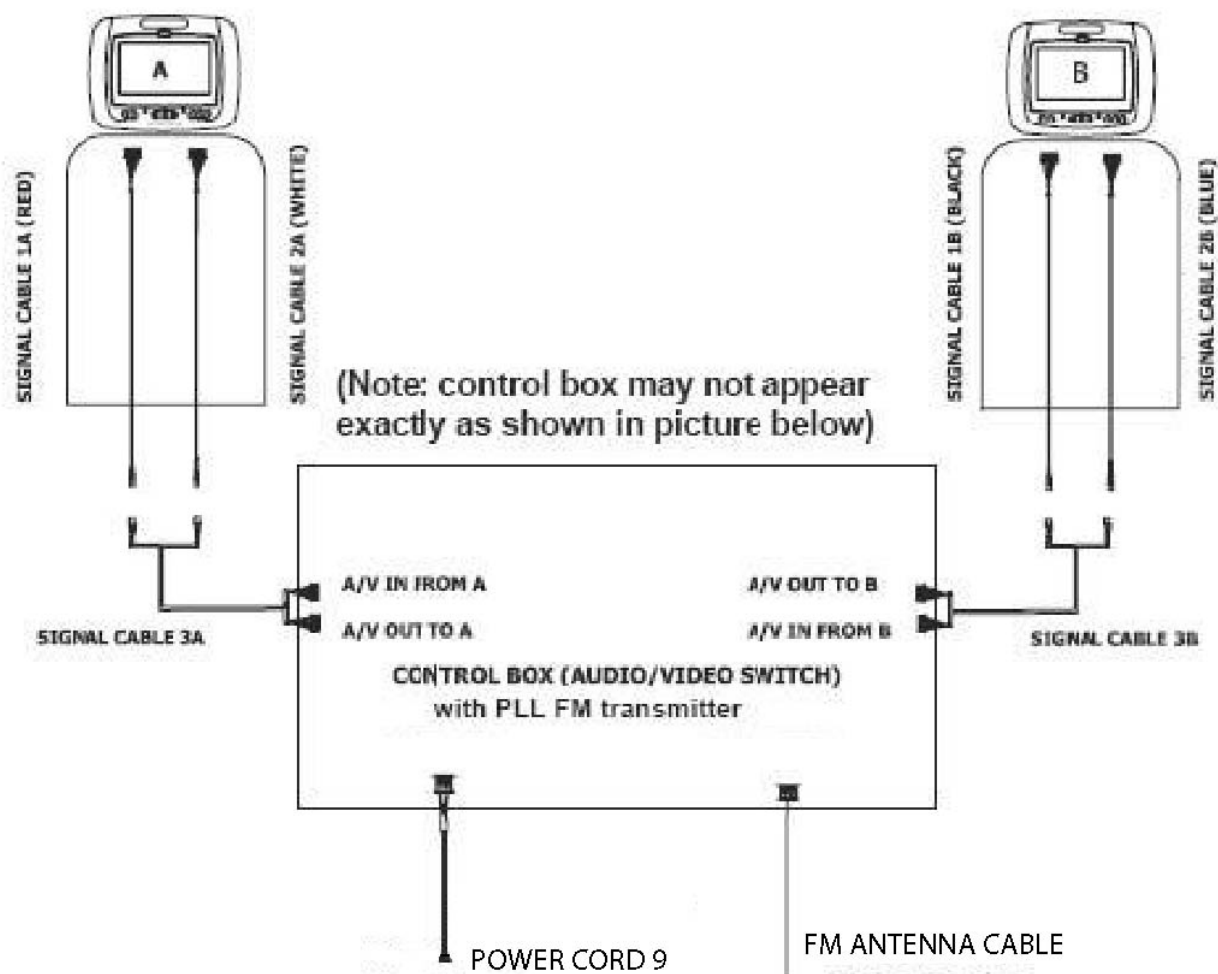 A
B
SIGNAL CABLE 1A (RED)
SIGNAL CABLE 2A (WHITE)
SIGNAL CABLE 1B (BLACK)
SIGNAL CABLE 2B (BLUE)
(Note: control box may not appear
exactly as shown in picture below)
A/V IN FROM A
A/V OUT TO B
A/V OUT TO A
A/V IN FROM B
SIGNAL CABLE 3A
SIGNAL CABLE 3B
CONTROL BOX (AUDIO/VIDEO SWITCH)
with PLL FM transmitter
POWER CORD 9
FM ANTENNA CABLE